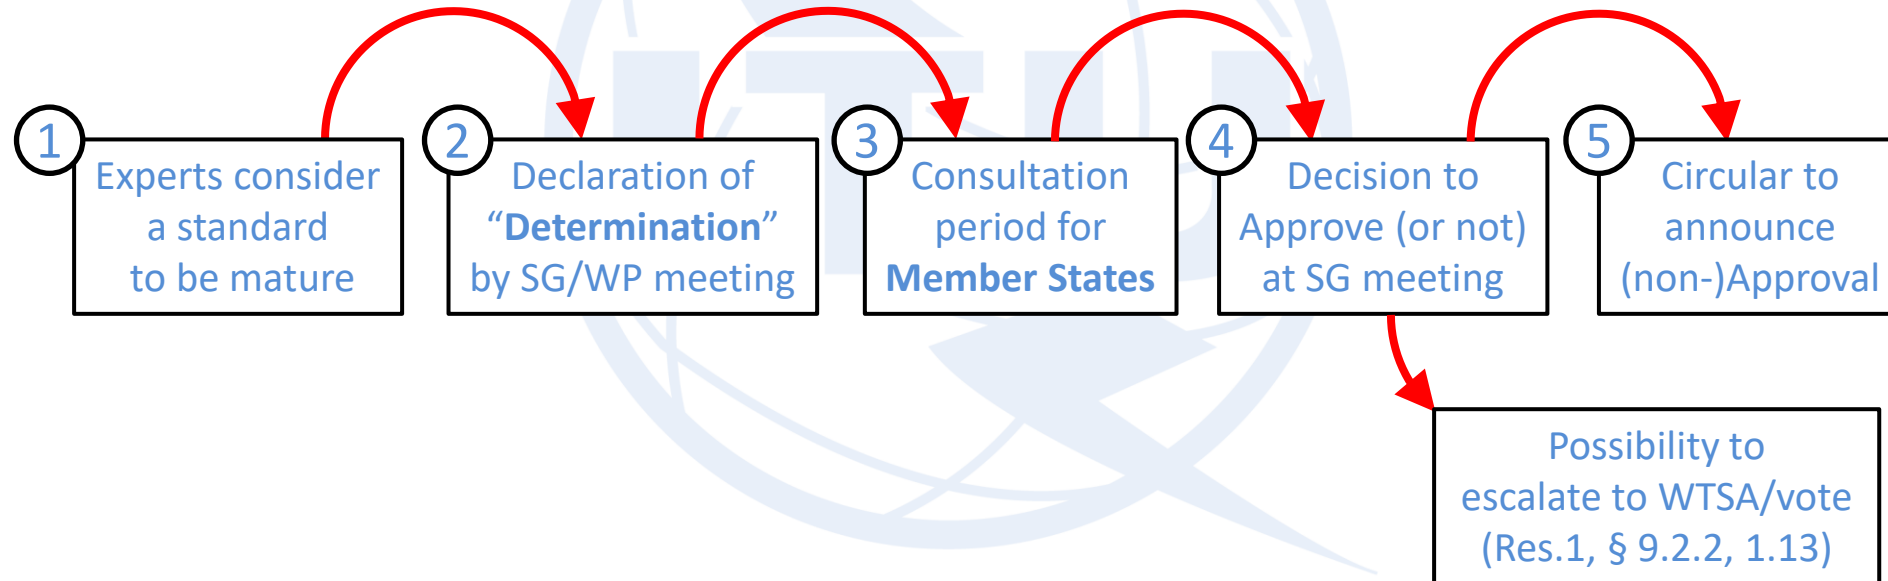 1
Experts consider
a standard
to be mature
2
Declaration of
“Determination”
by SG/WP meeting
3
Consultation
period for
Member States
4
Decision to
Approve (or not)
at SG meeting
5
Circular to
announce
(non-)Approval
Possibility to
escalate to WTSA/vote
(Res.1, § 9.2.2, 1.13)
ITU